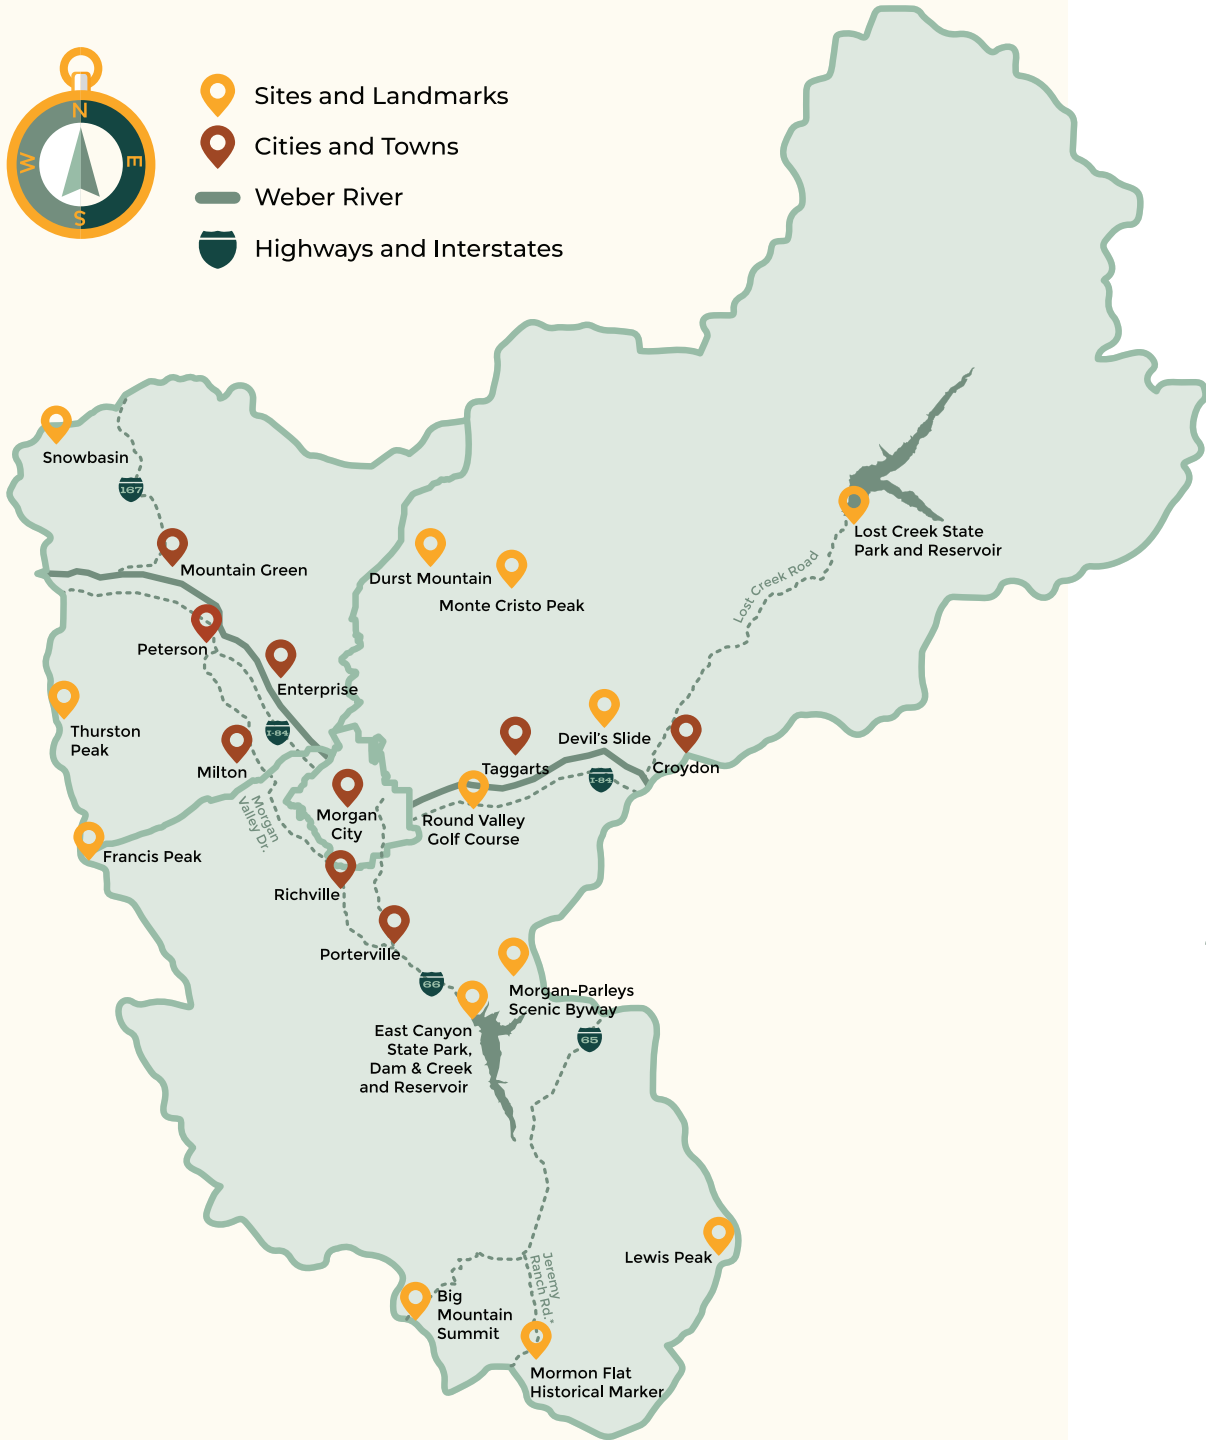 N
W
E
S
Sites and Landmarks
Cities and Towns
Weber River
Highways and Interstates
Snowbasin
167
Mountain Green
Durst Mountain
Monte Cristo Peak
Lost Creek State
Park and Reservoir
Lost Creek Road
Peterson
Enterprise
Thurston
Peak
I-84
Milton
Taggarts
Devil's Slide
Croydon
I-84
Morgan
Valley Dr.
Morgan
City
Round Valley
Golf Course
Francis Peak
Richville
Porterville
66
Morgan-Parleys
Scenic Byway
65
East Canyon
State Park,
Dam & Creek
and Reservoir
Lewis Peak
Jeremy
Ranch Rd.
Big
Mountain
Summit
Mormon Flat
Historical Marker